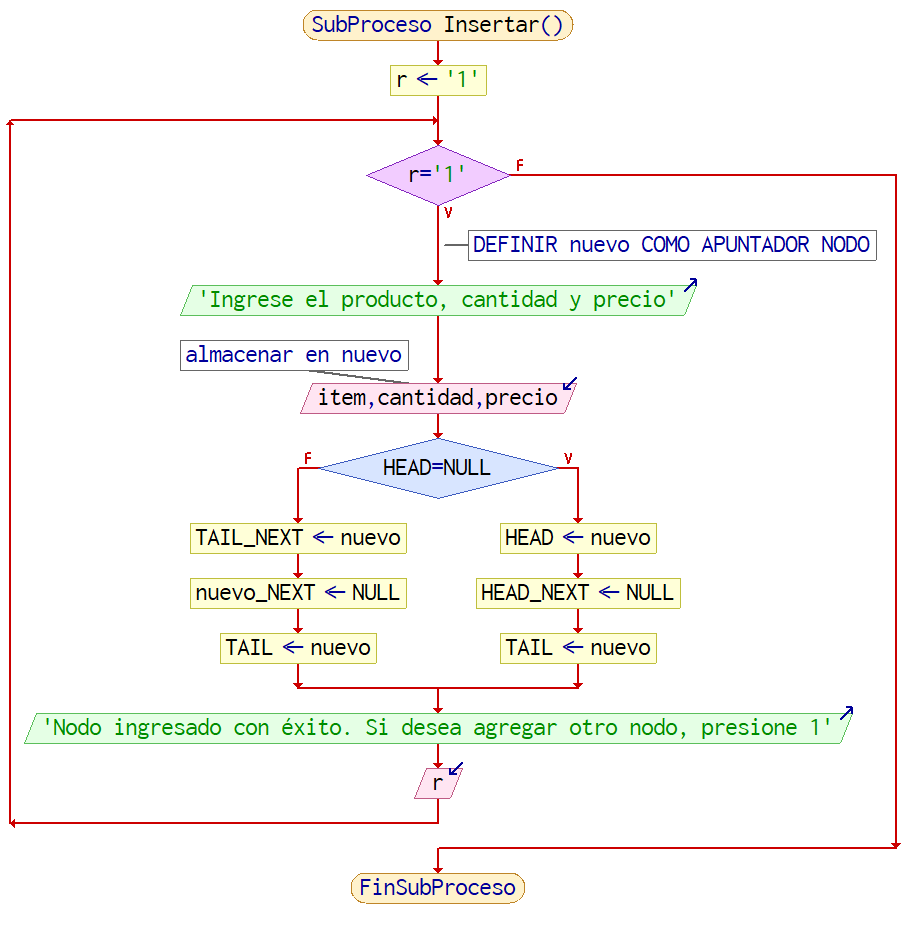 SubProceso Insertar()
r ← '1'
r='1'
F
V
DEFINIR nuevo COMO APUNTADOR NODO
'Ingrese el producto, cantidad y precio'
almacenar en nuevo
item,cantidad,precio
F
HEAD=NULL
V
TAIL_NEXT ← nuevo
HEAD ← nuevo
nuevo_NEXT ← NULL
HEAD_NEXT ← NULL
TAIL ← nuevo
TAIL ← nuevo
'Nodo ingresado con éxito. Si desea agregar otro nodo, presione 1'
r
FinSubProceso